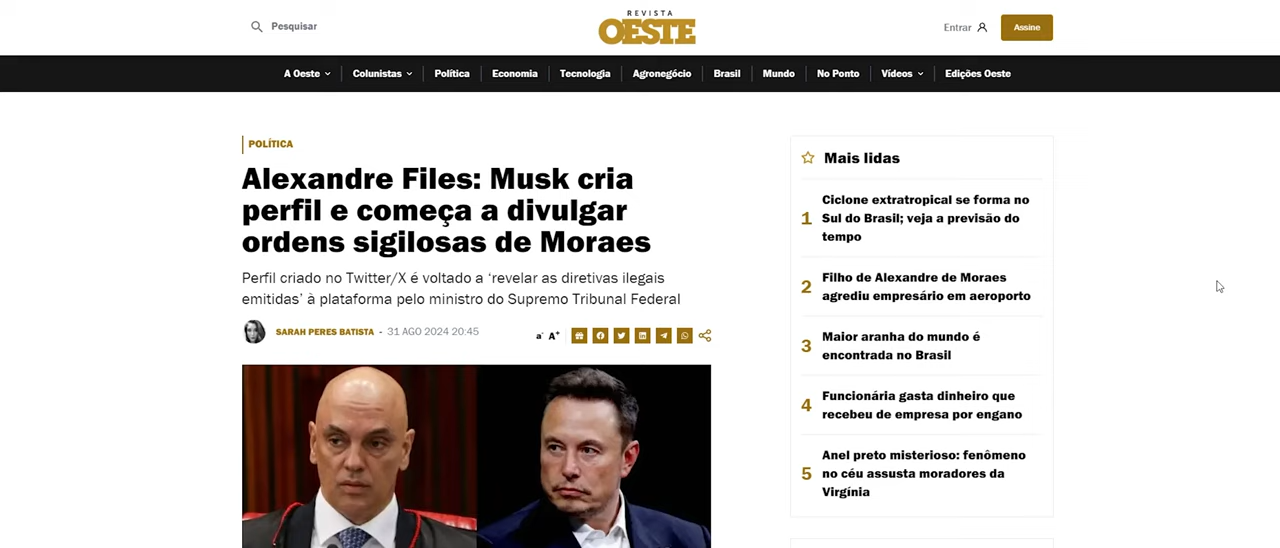 Pesquisar
REVISTA
OESTE
Entrar
Assine
A Oeste
Colunistas
Política
Economia
Tecnologia
Agronegócio
Brasil
Mundo
No Ponto
Vídeos
Edições Oeste
POLÍTICA
Alexandre Files: Musk cria
perfil e começa a divulgar
ordens sigilosas de Moraes
Perfil criado no Twitter/X é voltado a ‘revelar as diretivas ilegais
emitidas’ à plataforma pelo ministro do Supremo Tribunal Federal
SARAH PERES BATISTA - 31 AGO 2024 20:45
a- A+
Mais lidas
1
Ciclone extratropical se forma no
Sul do Brasil; veja a previsão do
tempo
2
Filho de Alexandre de Moraes
agrediu empresário em aeroporto
3
Maior aranha do mundo é
encontrada no Brasil
4
Funcionária gasta dinheiro que
recebeu de empresa por engano
5
Anel preto misterioso: fenômeno
no céu assusta moradores da
Virgínia